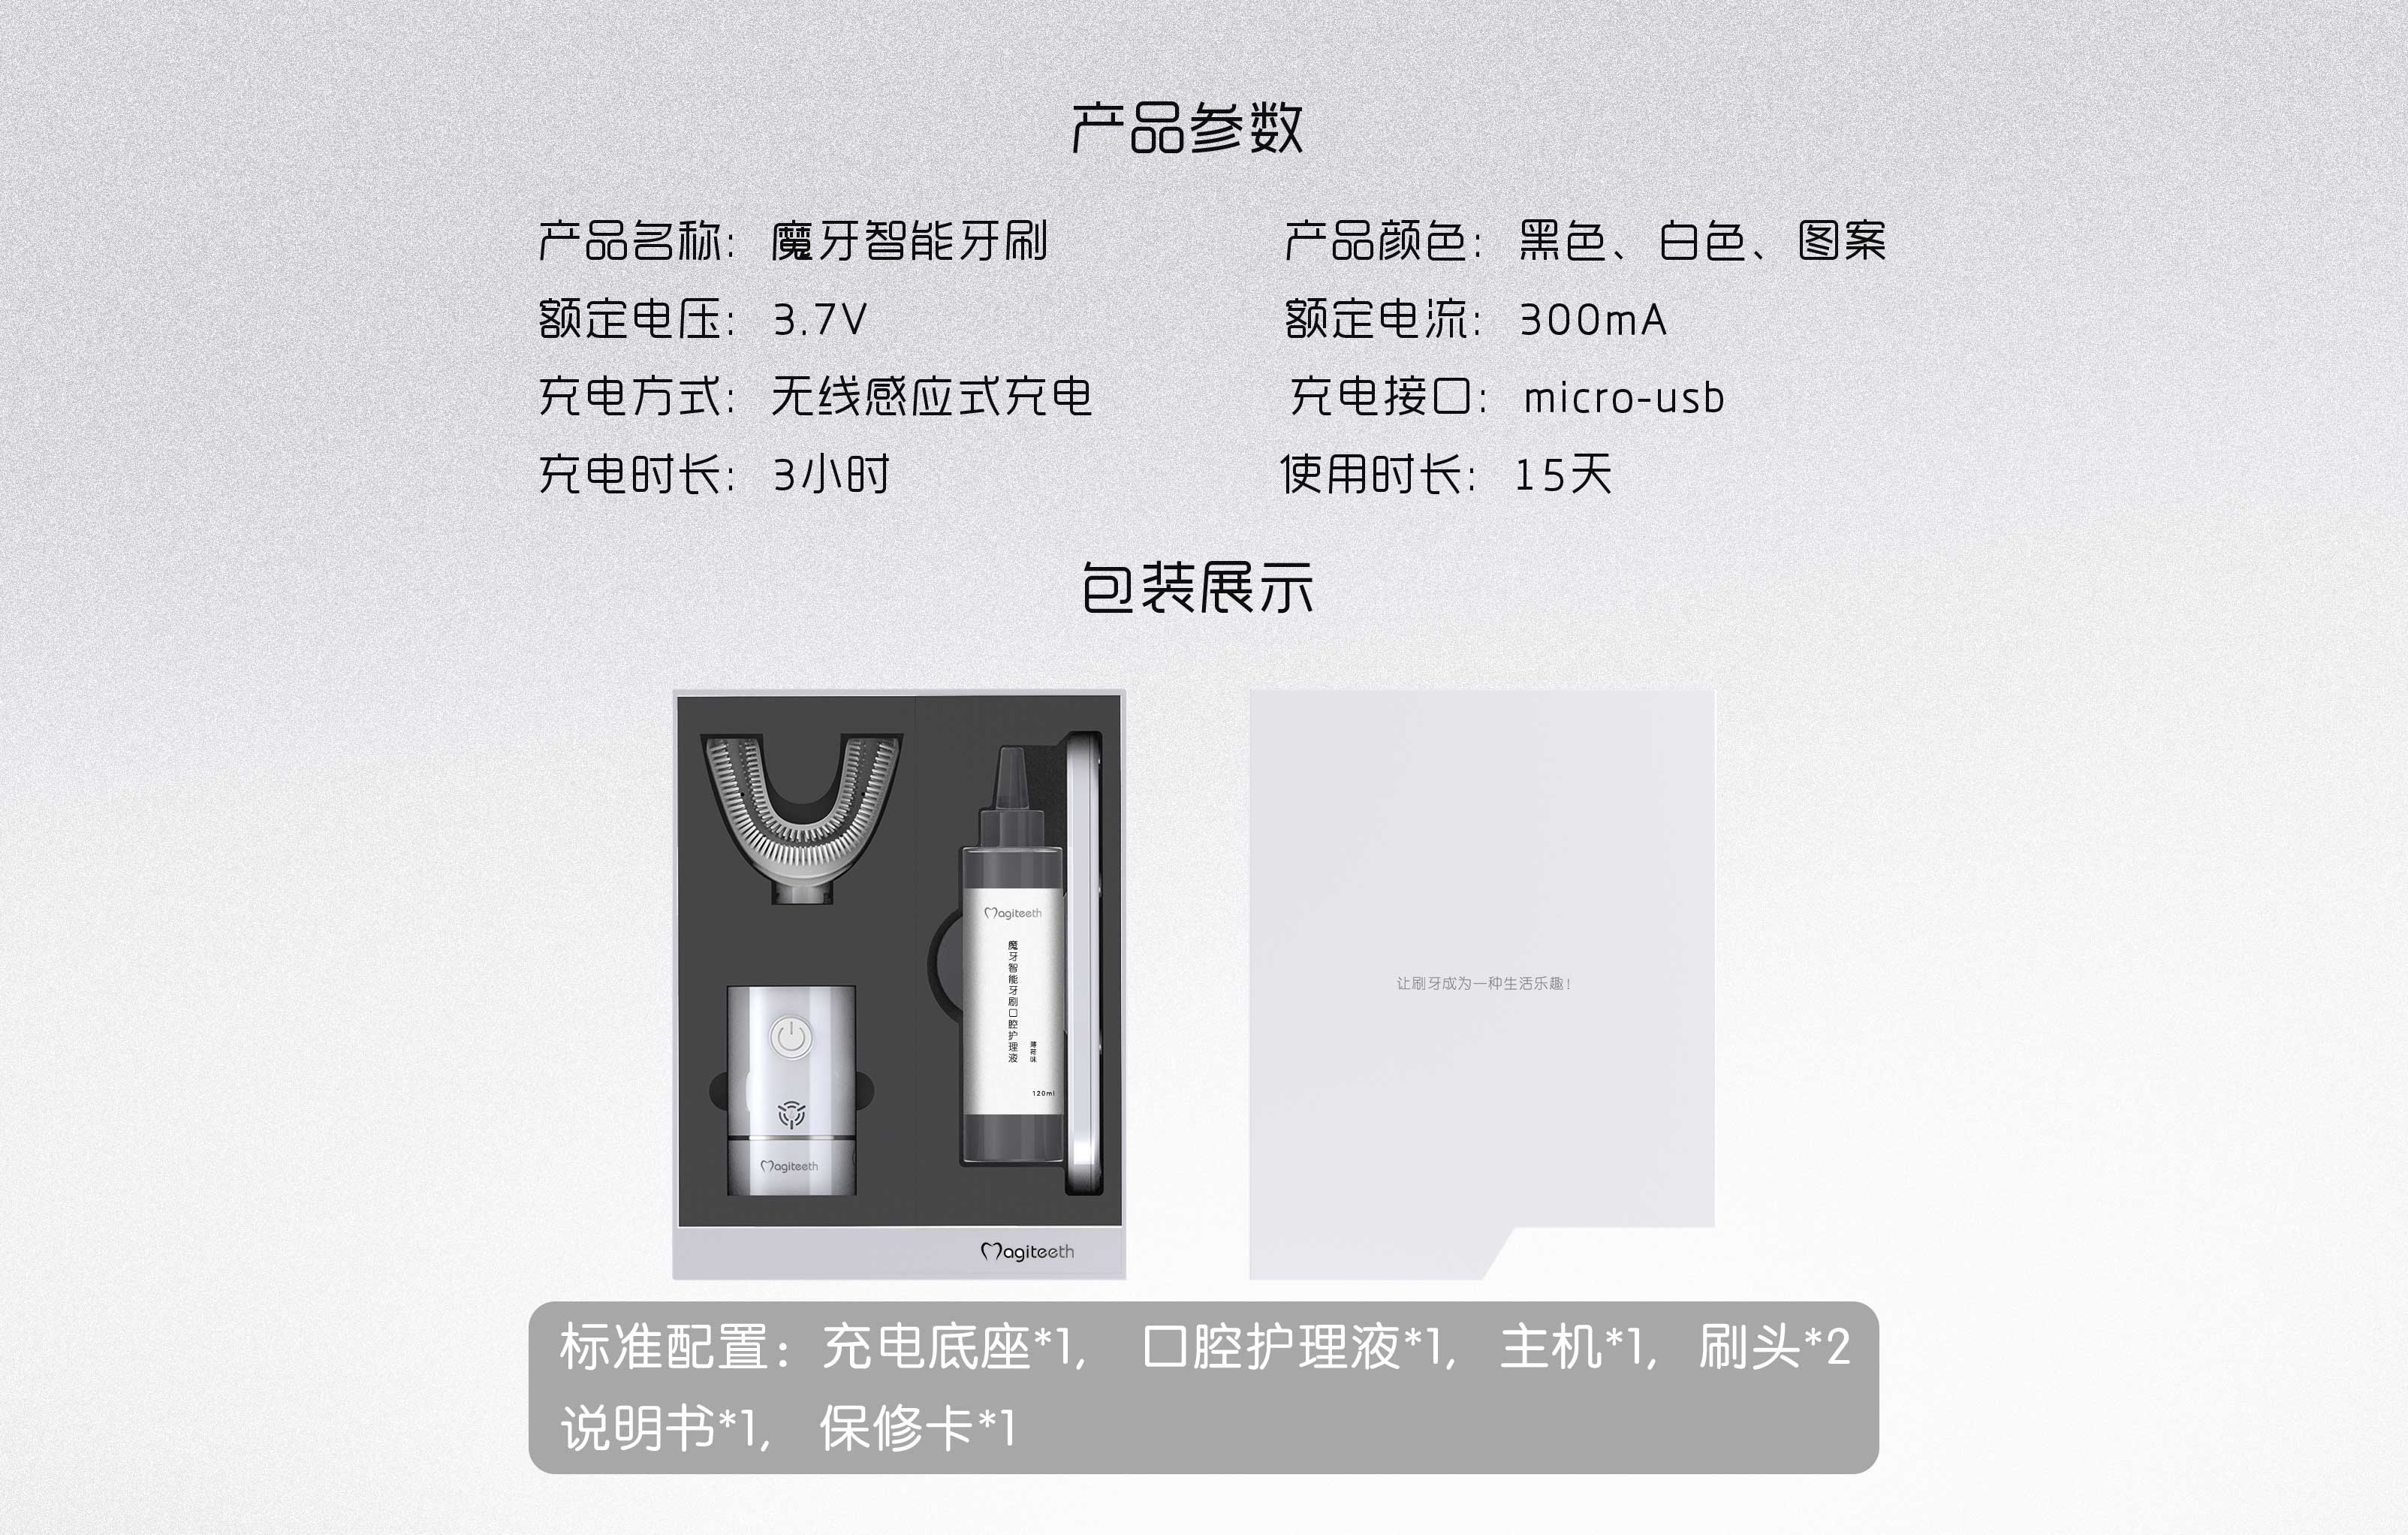 产品参数
产品名称: 魔牙智能牙刷
产品颜色: 黑色、白色、图案
额定电压: 3.7V
额定电流: 300mA
充电方式: 无线感应式充电
充电接口: micro-usb
充电时长: 3小时
使用时长: 15天
包装展示
Magiteeth
魔牙智能牙刷口腔护理液
薄荷味
120ml
Magiteeth
Magiteeth
让刷牙成为一种生活乐趣!
标准配置: 充电底座*1, 口腔护理液*1, 主机*1, 刷头*2
说明书*1, 保修卡*1